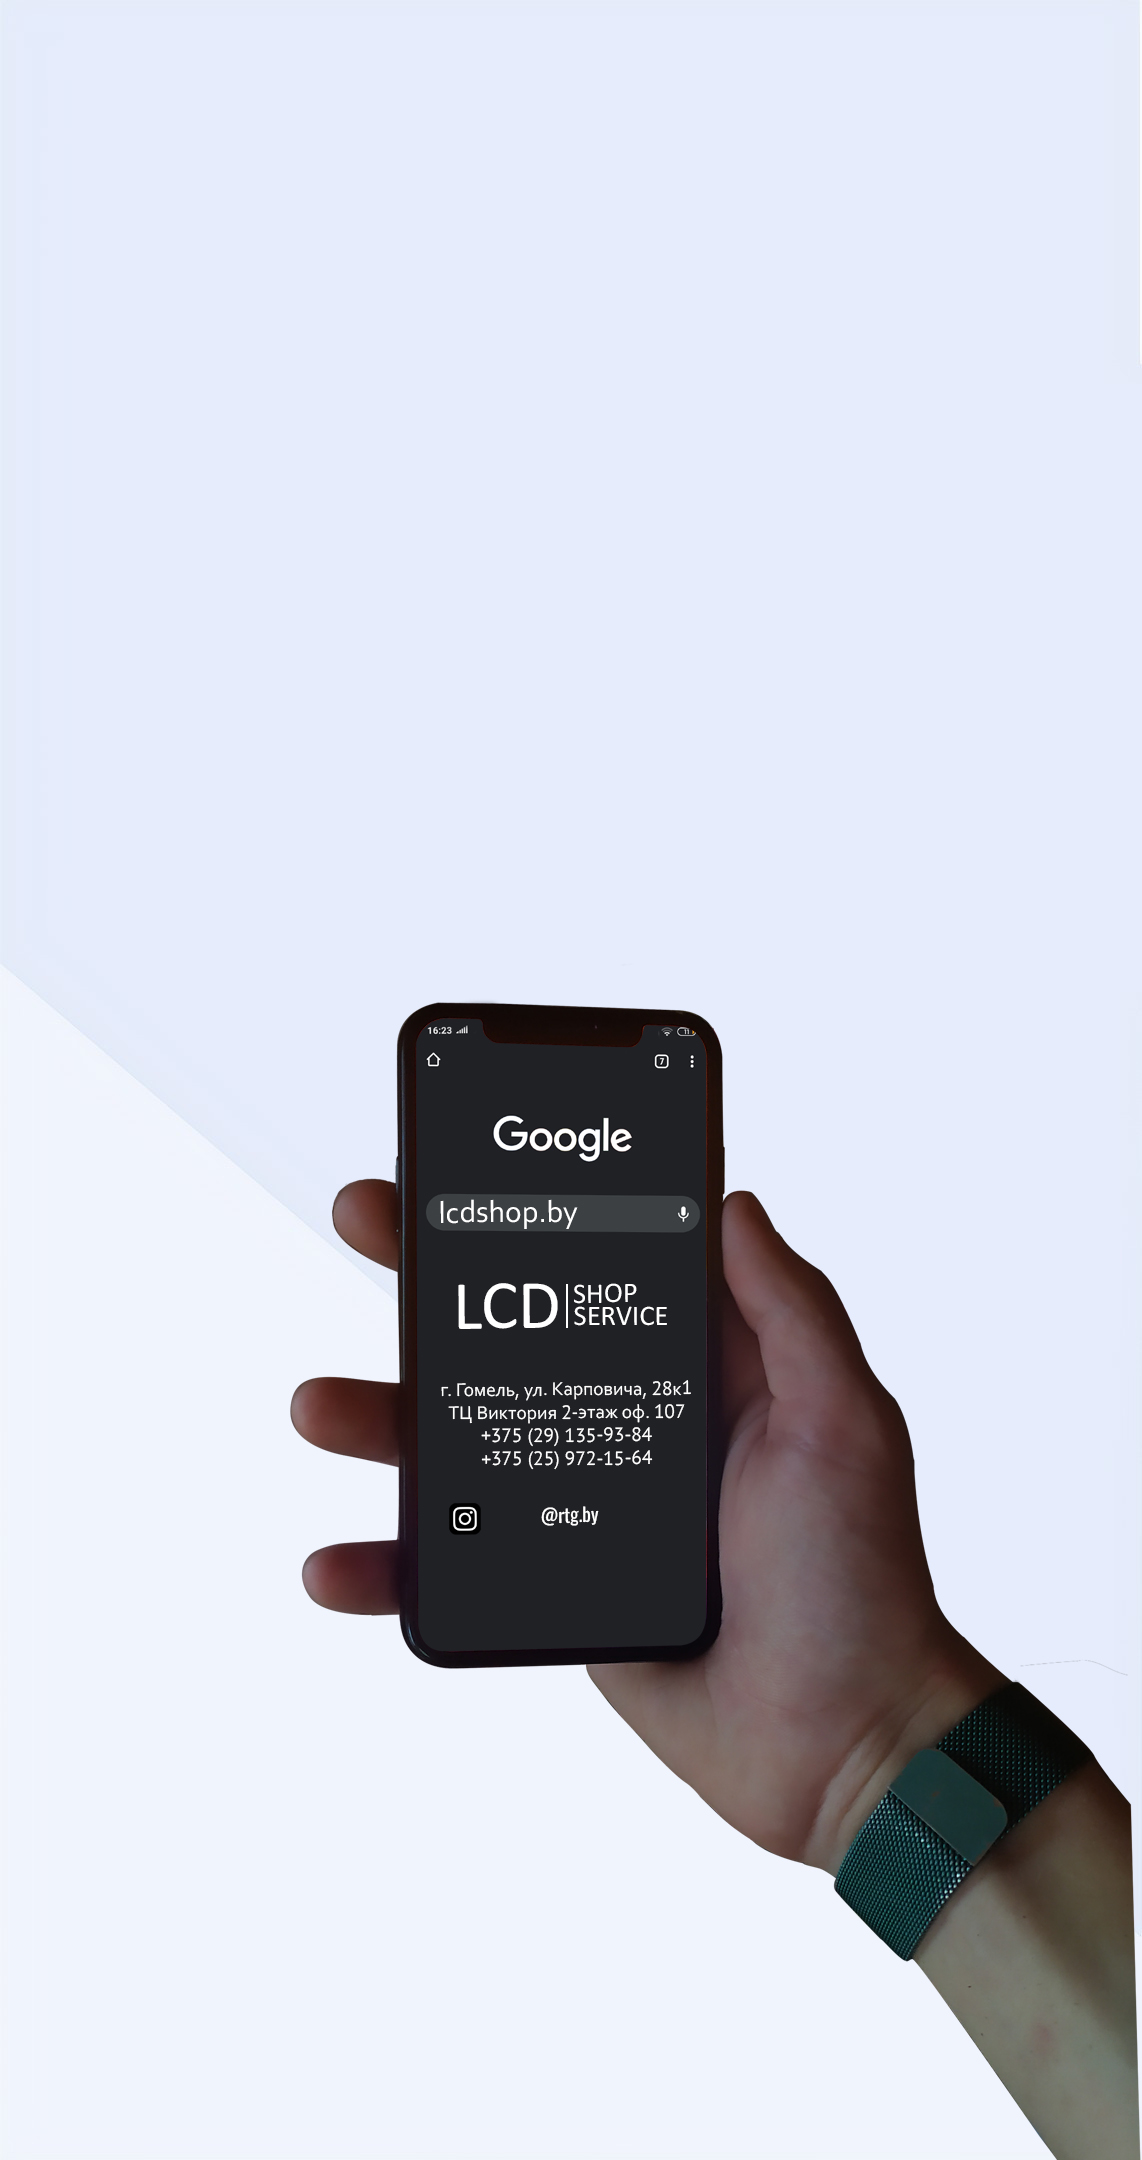 16:23
7
Google
lcdshop.by
LCD SHOP
SERVICE
г. Гомель, ул. Карповича, 28к1
ТЦ Виктория 2-этаж оф. 107
+375 (29) 135-93-84
+375 (25) 972-15-64
@rtg.by